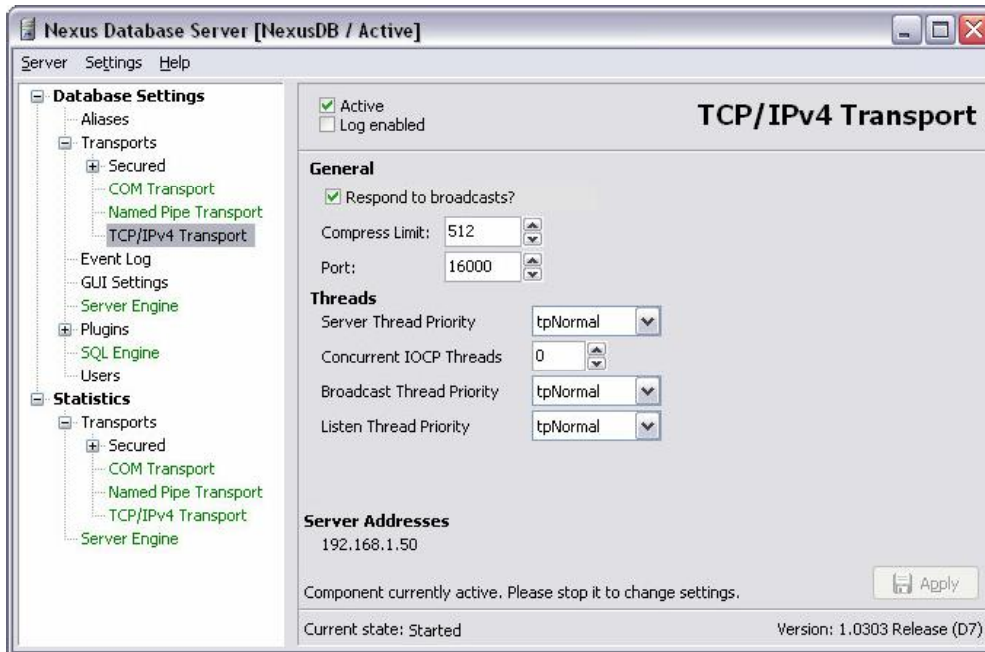 Nexus Database Server [NexusDB / Active]
Server Settings Help
Database Settings
Aliases
Transports
Secured
COM Transport
Named Pipe Transport
TCP/IPv4 Transport
Event Log
GUI Settings
Server Engine
Plugins
SQL Engine
Users
Statistics
Transports
Secured
COM Transport
Named Pipe Transport
TCP/IPv4 Transport
Server Engine
Active
Log enabled
TCP/IPv4 Transport
General
Respond to broadcasts?
Compress Limit: 512
Port: 16000
Threads
Server Thread Priority tpNormal
Concurrent IOCP Threads 0
Broadcast Thread Priority tpNormal
Listen Thread Priority tpNormal
Server Addresses
192.168.1.50
Component currently active. Please stop it to change settings.
Apply
Current state: Started
Version: 1.0303 Release (D7)